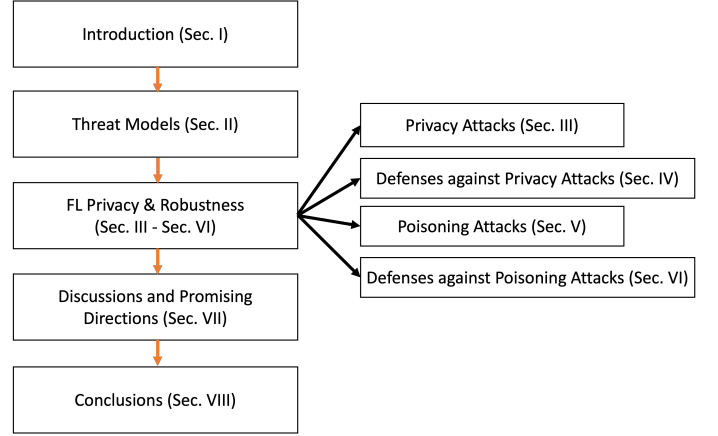 Introduction (Sec. I)
Threat Models (Sec. II)
FL Privacy & Robustness
(Sec. III - Sec. VI)
Discussions and Promising
Directions (Sec. VII)
Conclusions (Sec. VIII)
Privacy Attacks (Sec. III)
Defenses against Privacy Attacks (Sec. IV)
Poisoning Attacks (Sec. V)
Defenses against Poisoning Attacks (Sec. VI)